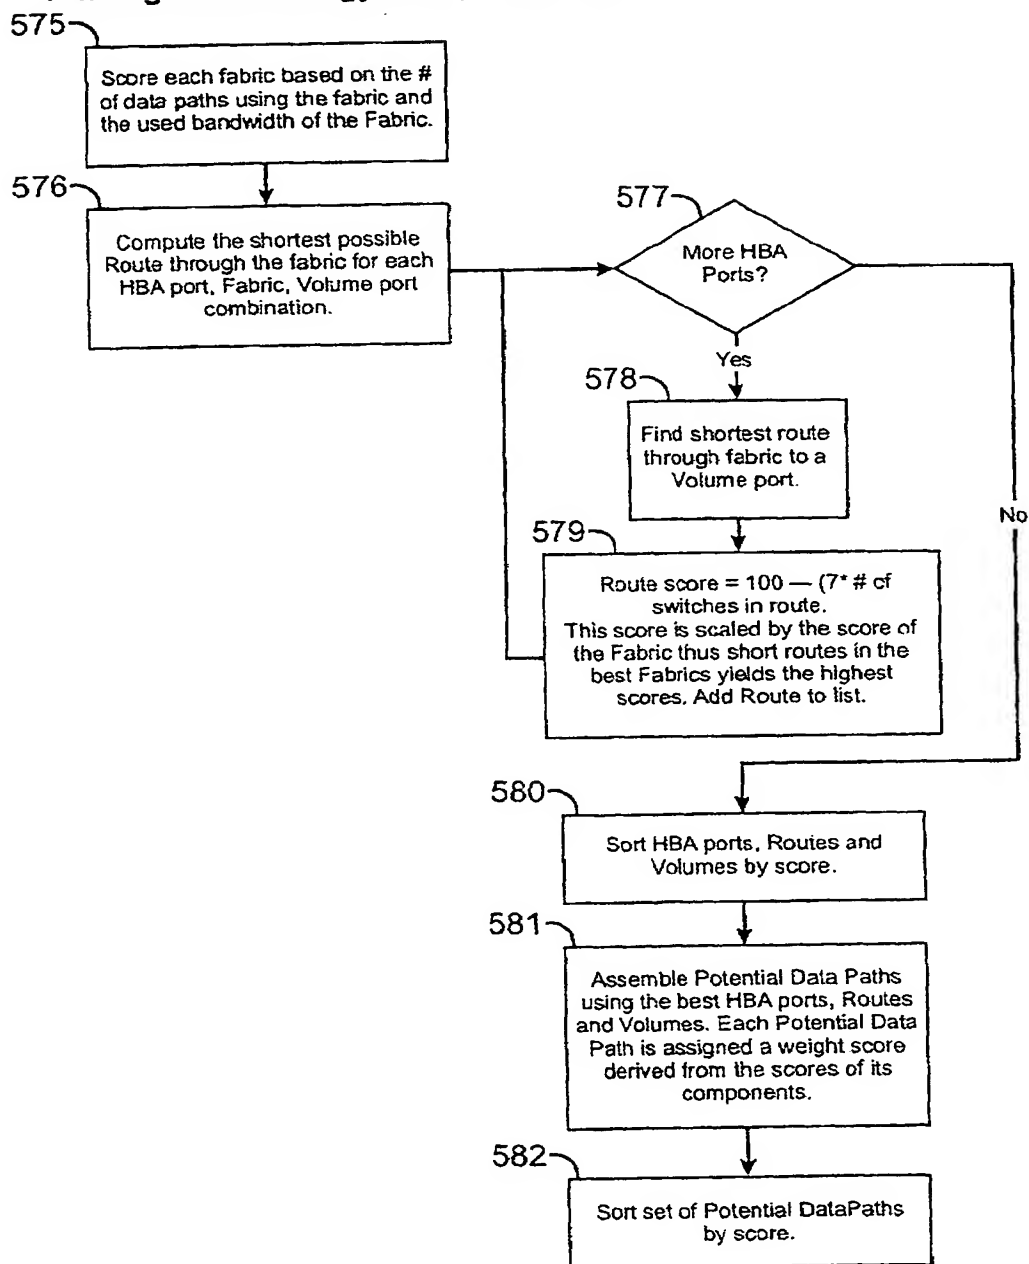 575
Score each fabric based on the #
of data paths using the fabric and
the used bandwidth of the Fabric.
576
Compute the shortest possible
Route through the fabric for each
HBA port, Fabric, Volume port
combination.
577
More HBA
Ports?
Yes
578
Find shortest route
through fabric to a
Volume port.
No
579
Route score = 100 — (7* # of
switches in route.
This score is scaled by the score of
the Fabric thus short routes in the
best Fabrics yields the highest
scores. Add Route to list.
580
Sort HBA ports, Routes and
Volumes by score.
581
Assemble Potential Data Paths
using the best HBA ports, Routes
and Volumes. Each Potential Data
Path is assigned a weight score
derived from the scores of its
components.
582
Sort set of Potential DataPaths
by score.